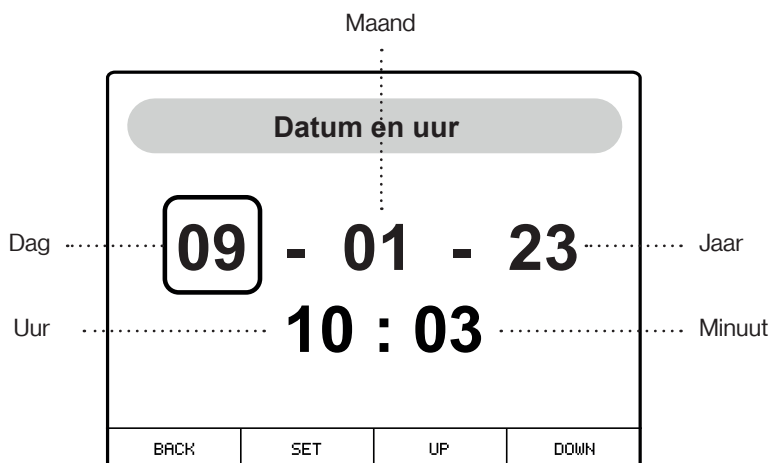 Maand
Datum en uur
Dag 09 - 01 - 23 Jaar
Uur 10 : 03 Minuut
BACK SET UP DOWN